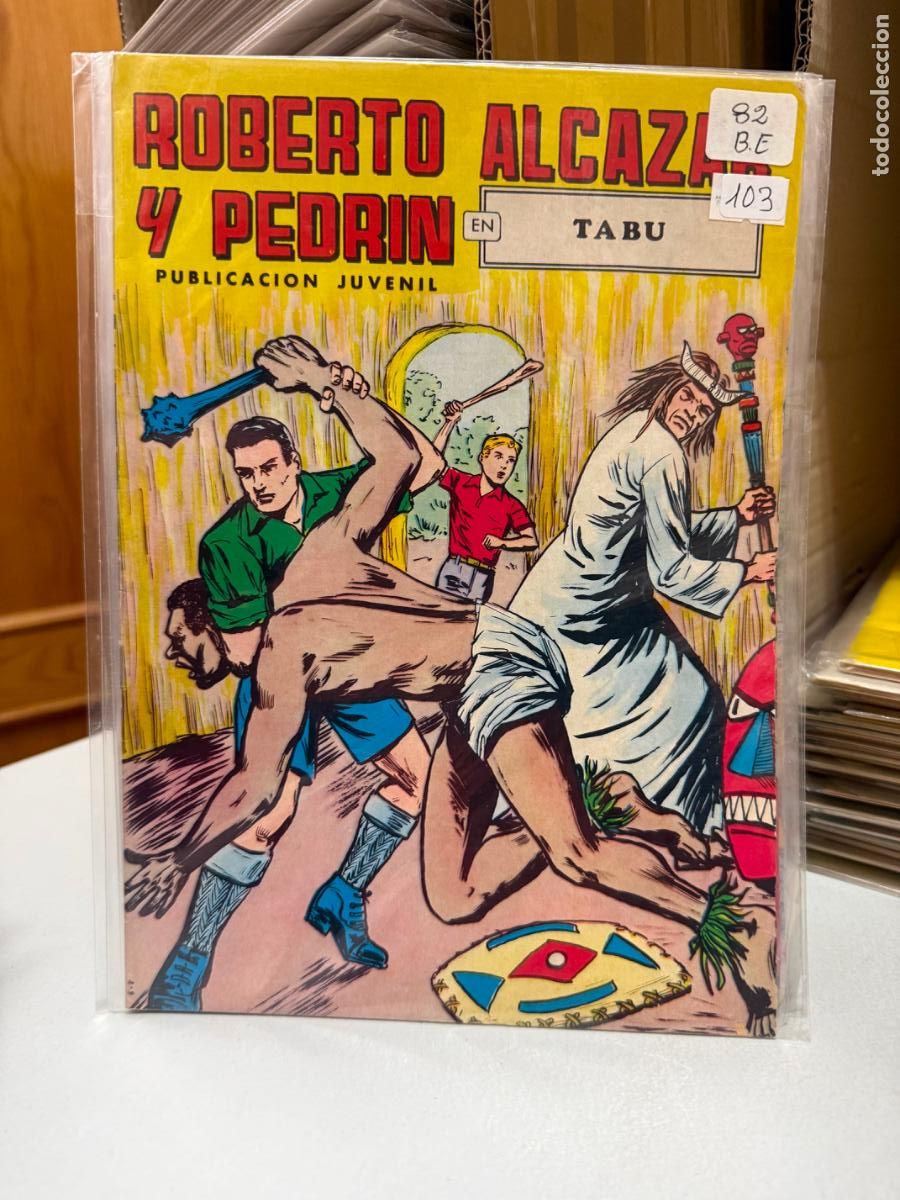 ROBERTO ALCAZAR
Y PEDRIN
EN
TABU
PUBLICACION JUVENIL
82
B.E
103
todocoleccion